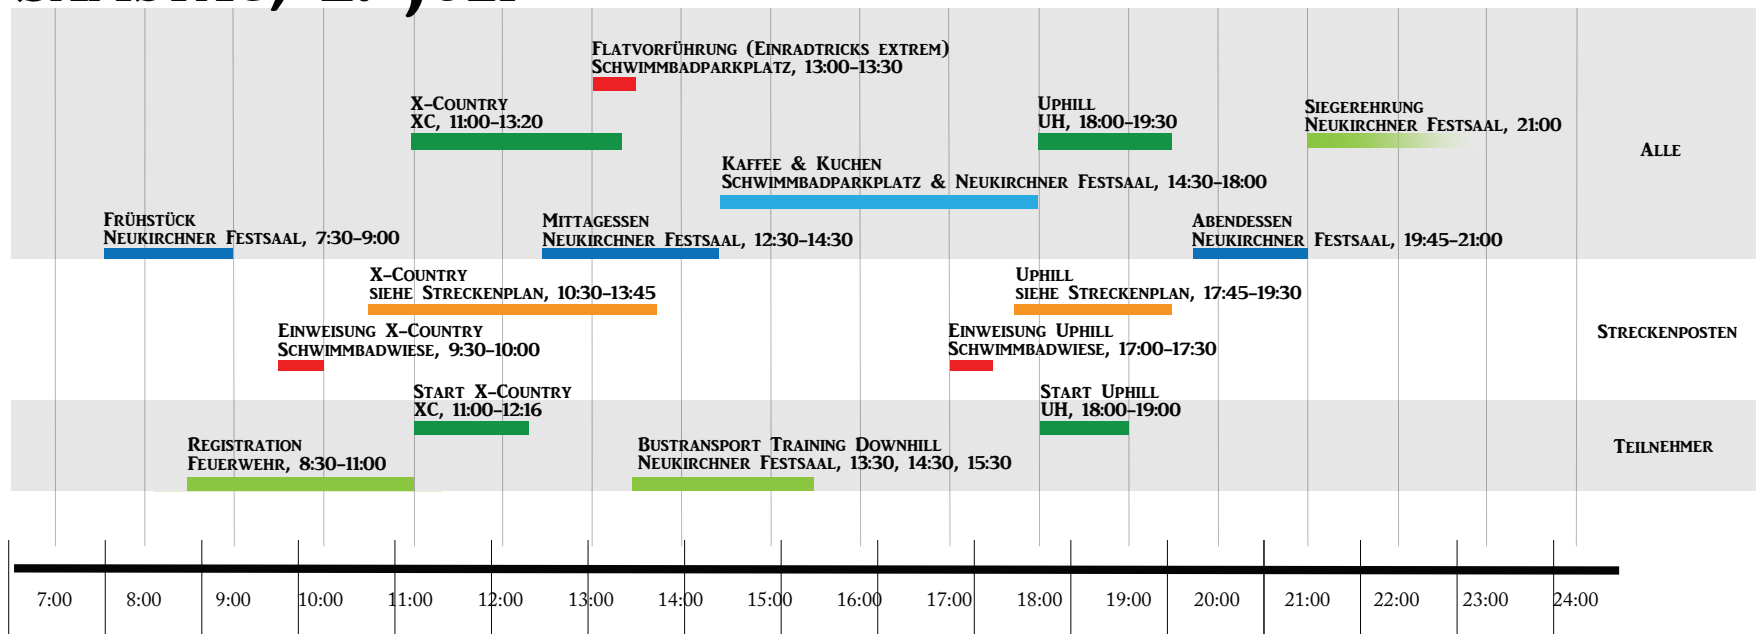 Flatvorführung (Einradtricks extrem)
Schwimmbadparkplatz, 13:00-13:30
X-Country
XC, 11:00-13:20
Uphill
UH, 18:00-19:30
Siegerehrung
Neukirchner Festsaal, 21:00
Alle
Kaffee & Kuchen
Schwimmbadparkplatz & Neukirchner Festsaal, 14:30-18:00
Frühstück
Neukirchner Festsaal, 7:30-9:00
Mittagessen
Neukirchner Festsaal, 12:30-14:30
Abendessen
Neukirchner Festsaal, 19:45-21:00
X-Country
siehe Streckenplan, 10:30-13:45
Uphill
siehe Streckenplan, 17:45-19:30
Einweisung X-Country
Schwimmbadwiese, 9:30-10:00
Einweisung Uphill
Schwimmbadwiese, 17:00-17:30
Streckenposten
Start X-Country
XC, 11:00-12:16
Start Uphill
UH, 18:00-19:00
Registration
Feuerwehr, 8:30-11:00
Bustransport Training Downhill
Neukirchner Festsaal, 13:30, 14:30, 15:30
Teilnehmer
7:00 8:00 9:00 10:00 11:00 12:00 13:00 14:00 15:00 16:00 17:00 18:00 19:00 20:00 21:00 22:00 23:00 24:00